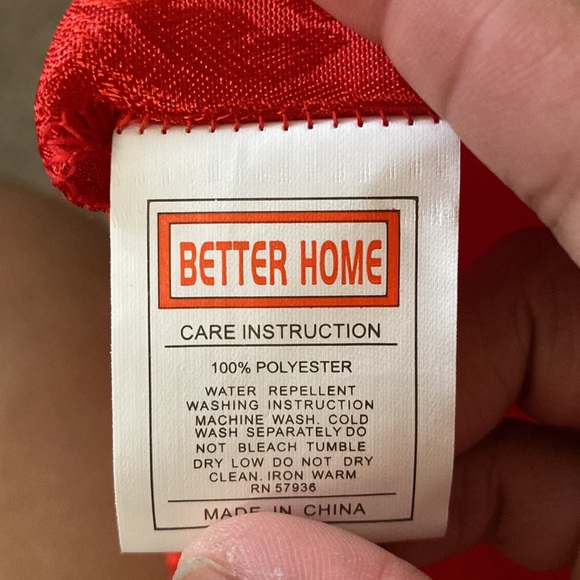 BETTER HOME
CARE INSTRUCTION
100% POLYESTER
WATER REPELLENT
WASHING INSTRUCTION
MACHINE WASH. COLD
WASH SEPARATELY DO
NOT BLEACH TUMBLE
DRY LOW DO NOT DRY
CLEAN. IRON WARM
RN 57936
MADE IN CHINA